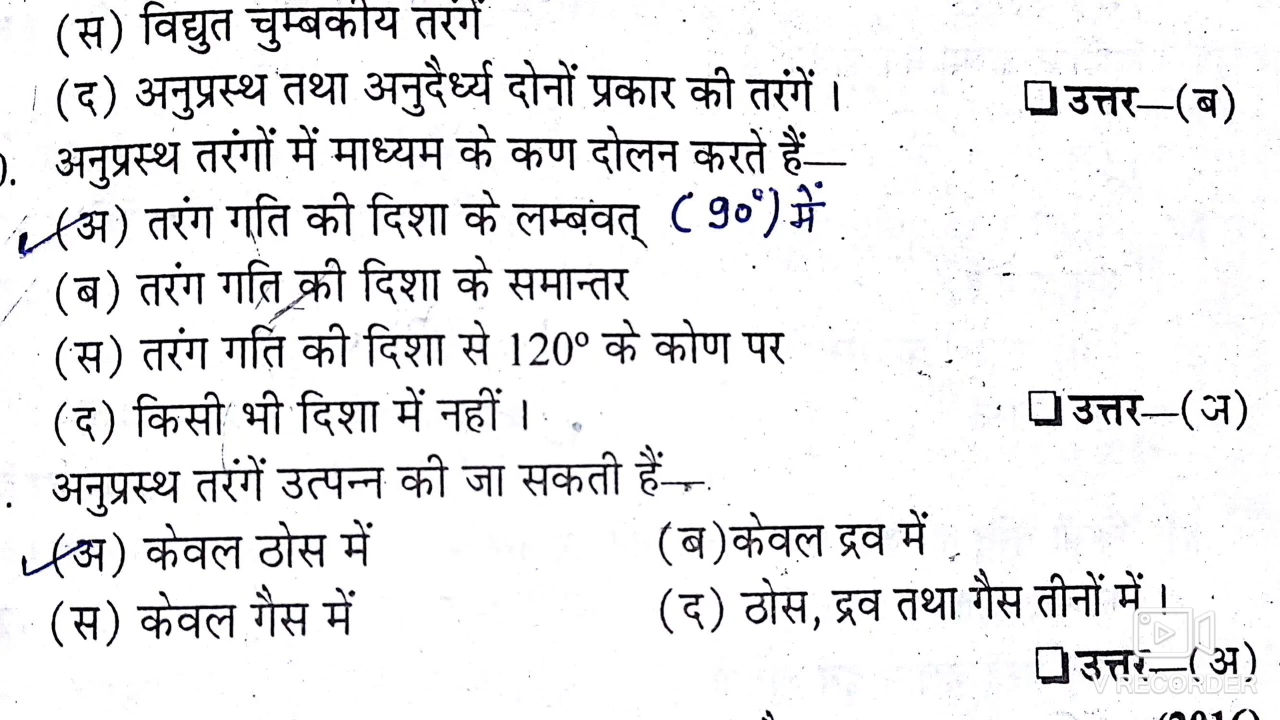 (स) विद्युत चुम्बकीय तरंगें
(द) अनुप्रस्थ तथा अनुदैर्ध्य दोनों प्रकार की तरंगें ।
उत्तर—(ब)
अनुप्रस्थ तरंगों में माध्यम के कण दोलन करते हैं—
(अ) तरंग गति की दिशा के लम्बवत् (90°) में
(ब) तरंग गति की दिशा के समान्तर
(स) तरंग गति की दिशा से 120° के कोण पर
(द) किसी भी दिशा में नहीं ।
उत्तर—(अ)
अनुप्रस्थ तरंगें उत्पन्न की जा सकती हैं—
(अ) केवल ठोस में (ब) केवल द्रव में
(स) केवल गैस में (द) ठोस, द्रव तथा गैस तीनों में ।
उत्तर—(अ)
V RECORDER